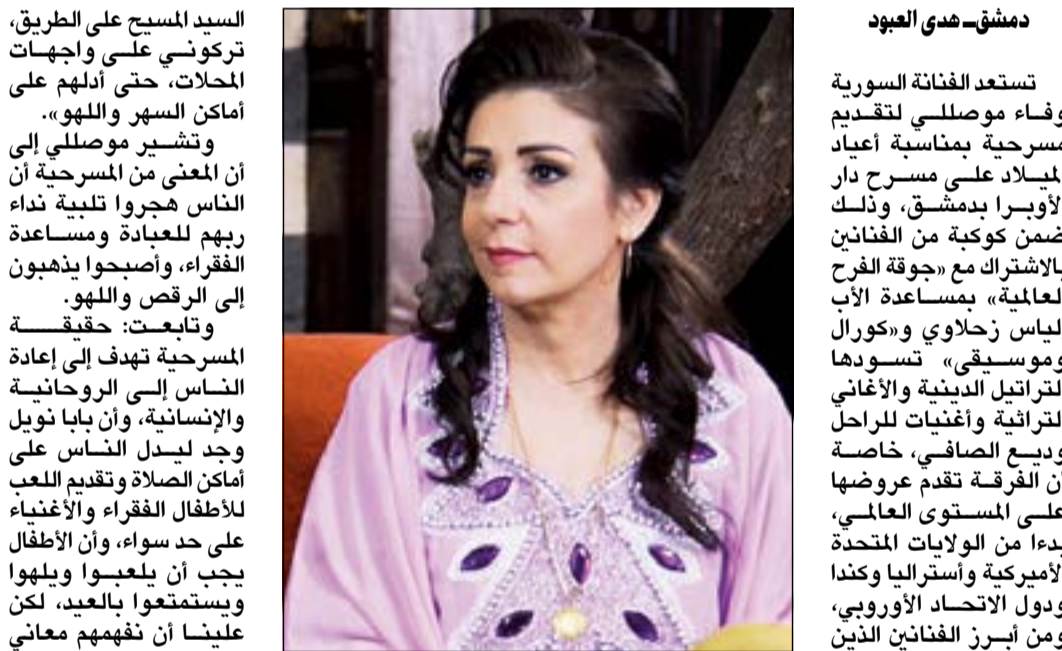 دمشق ـ هدى العبود
تستعد الفنانة السورية
وفاء موصللي لتقديم
مسرحية بمناسبة أعياد
الميلاد على مسرح دار
الأوبرا بدمشق، وذلك
ضمن كوكبة من الفنانين
بالاشتراك مع «جوقة الفرح
العالمية» بمساعدة الأب
الياس زحلاوي و«كورال
وموسيقى» تسودها
التراتيل الدينية والأغاني
التراثية وأغنيات للراحل
وديع الصافي، خاصة
أن الفرقة تقدم عروضها
على المستوى العالمي،
بدءا من الولايات المتحدة
الأميركية وأستراليا وكندا
ودول الاتحاد الأوروبي،
ومن أبرز الفنانين الذين
السيد المسيح على الطريق،
تركوني على واجهات
المحلات، حتى أدلهم على
أماكن السهر واللهو».
وتشير موصللي إلى
أن المعنى من المسرحية أن
الناس هجروا تلبية نداء
ربهم للعبادة ومساعدة
الفقراء، وأصبحوا يذهبون
إلى الرقص واللهو.
وتابعت: حقيقة
المسرحية تهدف إلى إعادة
الناس إلى الروحانية
والإنسانية، وأن بابا نويل
وجد ليدل الناس على
أماكن الصلاة وتقديم اللعب
للأطفال الفقراء والأغنياء
على حد سواء، وأن الأطفال
يجب أن يلعبوا ويلهوا
ويستمتعوا بالعيد، لكن
علينا أن نفهمهم معاني